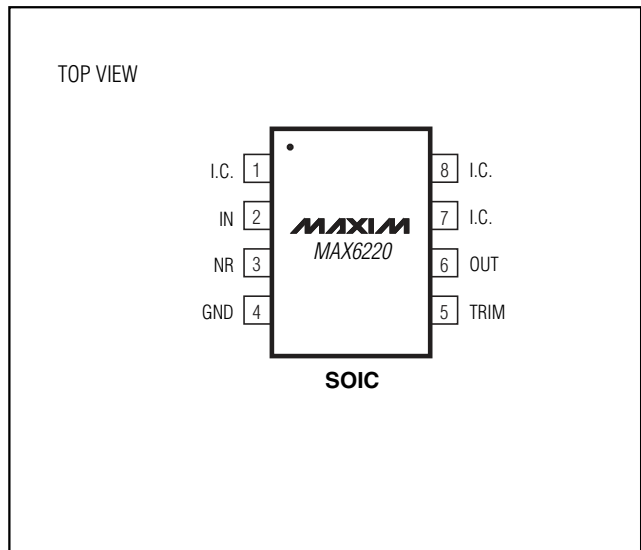 TOP VIEW
I.C. 1
IN 2
NR 3
GND 4
MAXIM
MAX6220
8 I.C.
7 I.C.
6 OUT
5 TRIM
SOIC